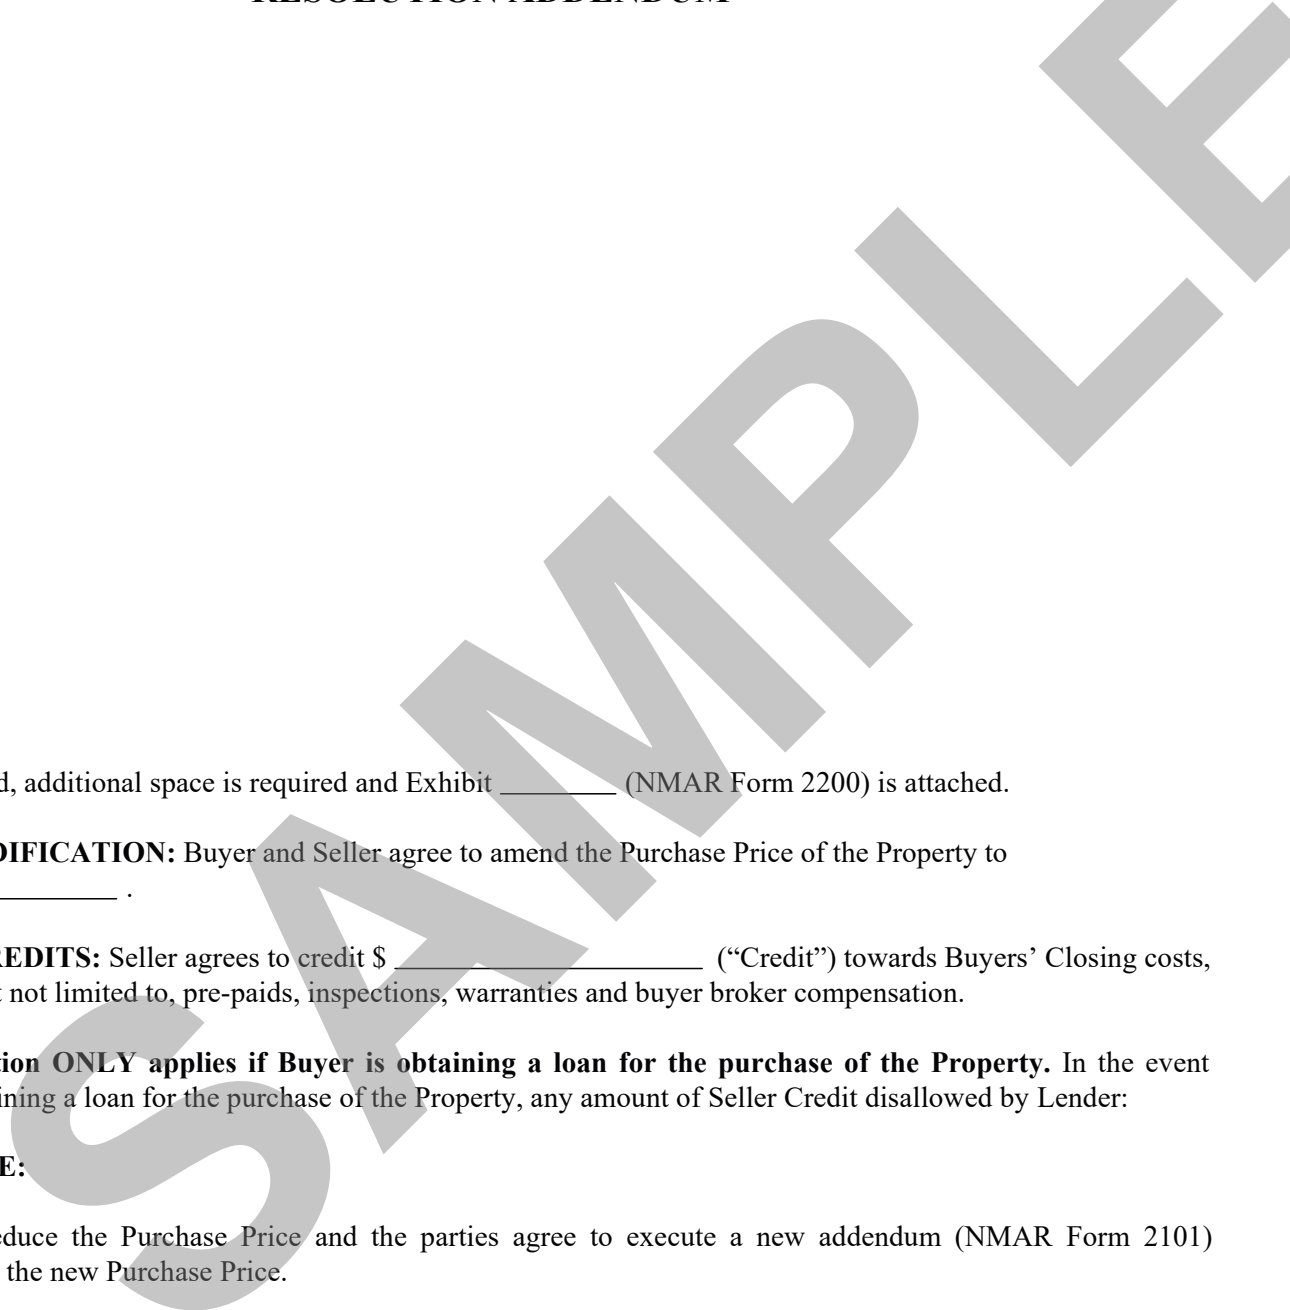 RESOLUTION ADDENDUM
d, additional space is required and Exhibit ________ (NMAR Form 2200) is attached.
DIFICATION: Buyer and Seller agree to amend the Purchase Price of the Property to
________ .
REDITS: Seller agrees to credit $ _____________________ (“Credit”) towards Buyers’ Closing costs,
t not limited to, pre-paids, inspections, warranties and buyer broker compensation.
tion ONLY applies if Buyer is obtaining a loan for the purchase of the Property. In the event
ining a loan for the purchase of the Property, any amount of Seller Credit disallowed by Lender:
E:
educe the Purchase Price and the parties agree to execute a new addendum (NMAR Form 2101)
the new Purchase Price.
SAMPLE